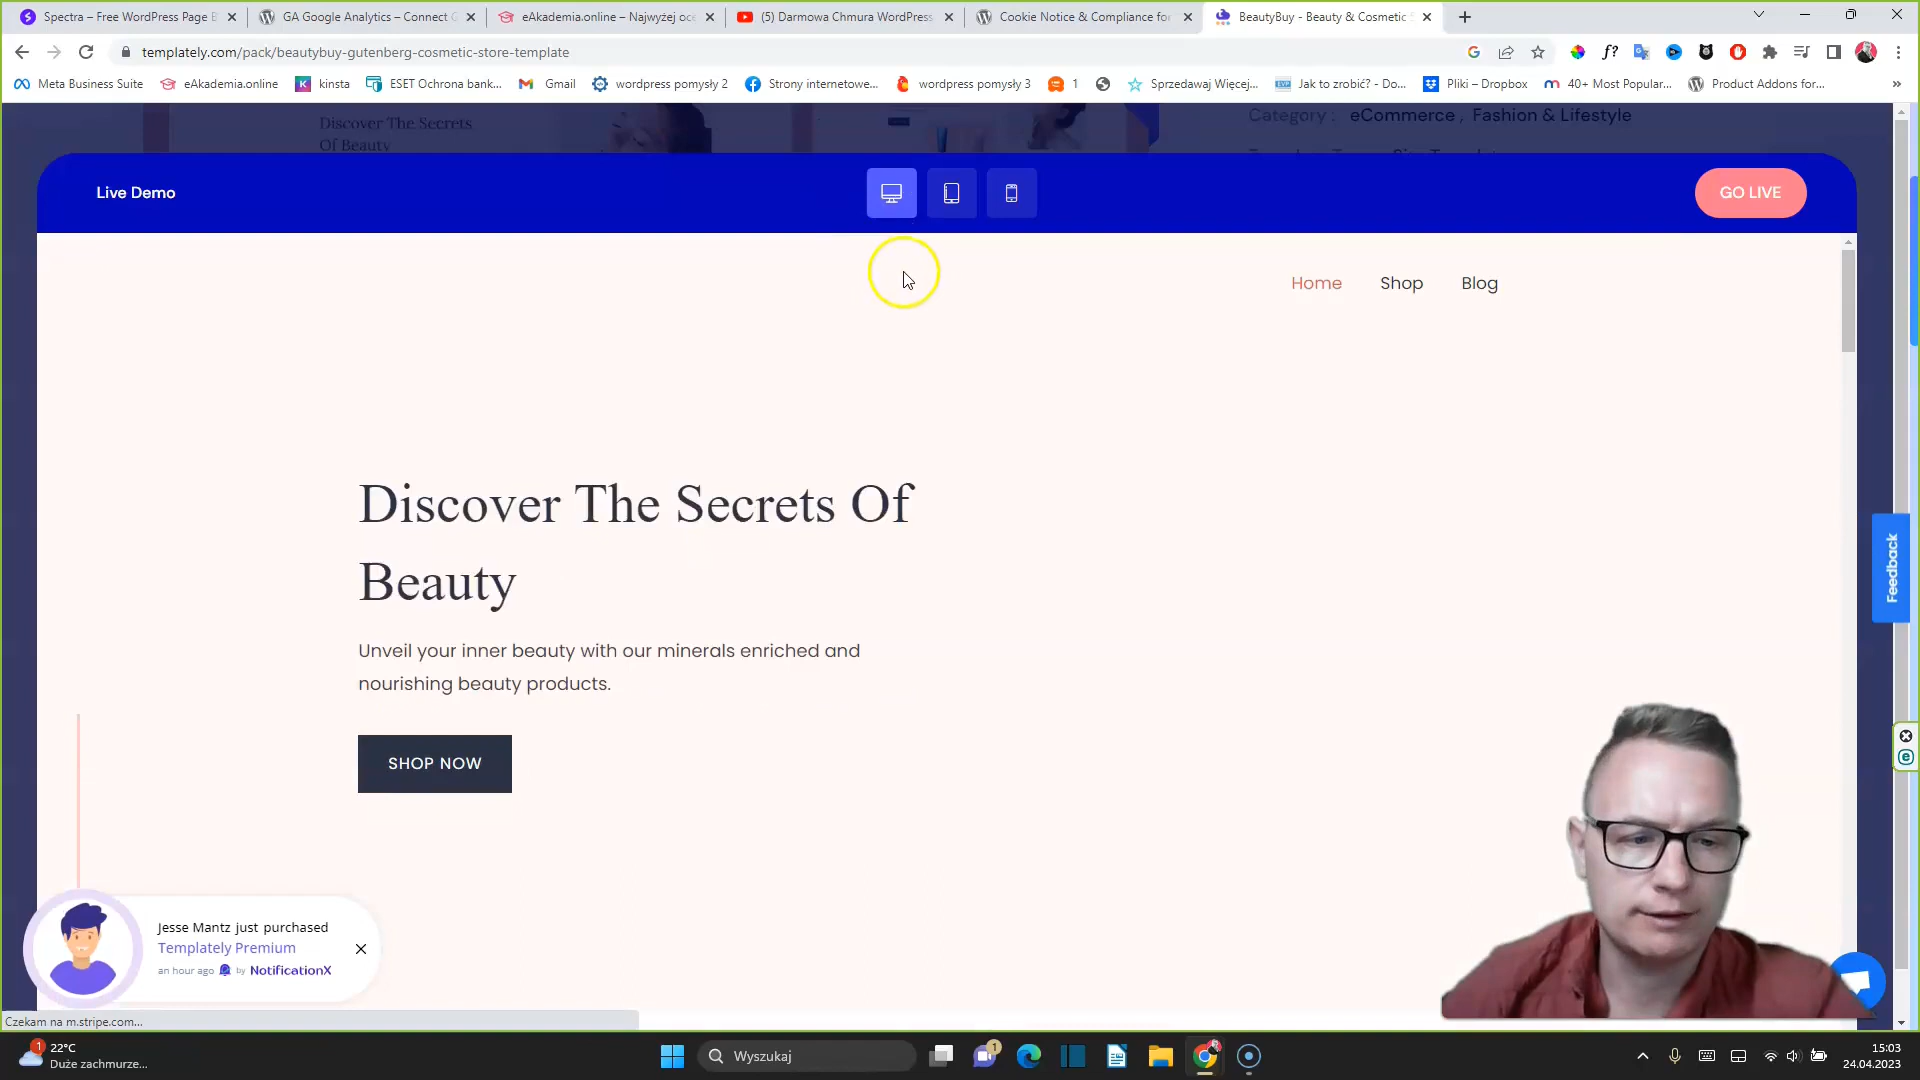 Spectra – Free WordPress Page B
GA Google Analytics – Connect G
eAkademia.online – Najwyżej oce
(5) Darmowa Chmura WordPress
Cookie Notice & Compliance for
BeautyBuy - Beauty & Cosmetic S
templately.com/pack/beautybuy-gutenberg-cosmetic-store-template
Meta Business Suite
eAkademia.online
kinsta
ESET Ochrona bank...
Gmail
wordpress pomysły 2
Strony internetowe...
wordpress pomysły 3
1
Sprzedawaj Więcej,...
Jak to zrobić? - Do...
Pliki – Dropbox
40+ Most Popular...
Product Addons for...
Discover The Secrets
Of Beauty
Category : eCommerce , Fashion & Lifestyle
Live Demo
GO LIVE
Home
Shop
Blog
Discover The Secrets Of
Beauty
Unveil your inner beauty with our minerals enriched and
nourishing beauty products.
SHOP NOW
Feedback
Jesse Mantz just purchased
Templately Premium
an hour ago by NotificationX
Czekam na m.stripe.com...
1
22°C
Duże zachmurze...
Wyszukaj
1
15:03
24.04.2023